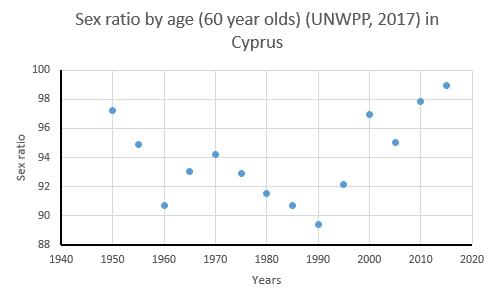 Sex ratio by age (60 year olds) (UNWPP, 2017) in
Cyprus
100
98
96
94
92
90
88
Sex ratio
1940 1950 1960 1970 1980 1990 2000 2010 2020
Years